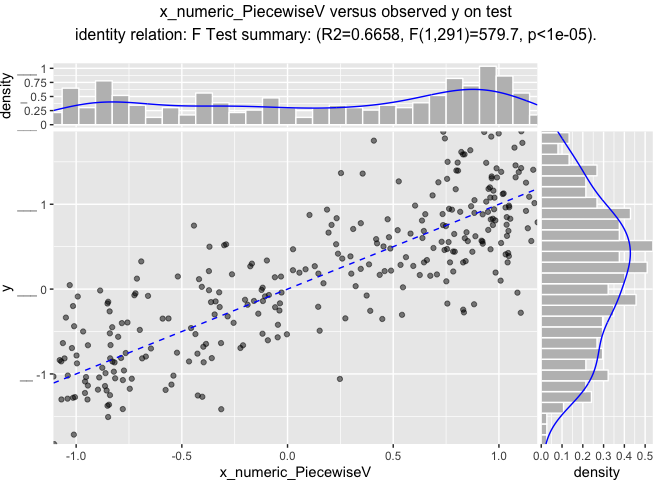 x_numeric_PiecewiseV versus observed y on test
identity relation: F Test summary: (R2=0.6658, F(1,291)=579.7, p<1e-05).
density
1
0.75
0.5
0.25
0
y
1
0
-1
-1.0 -0.5 0.0 0.5 1.0
x_numeric_PiecewiseV
0.0 0.1 0.2 0.3 0.4 0.5
density